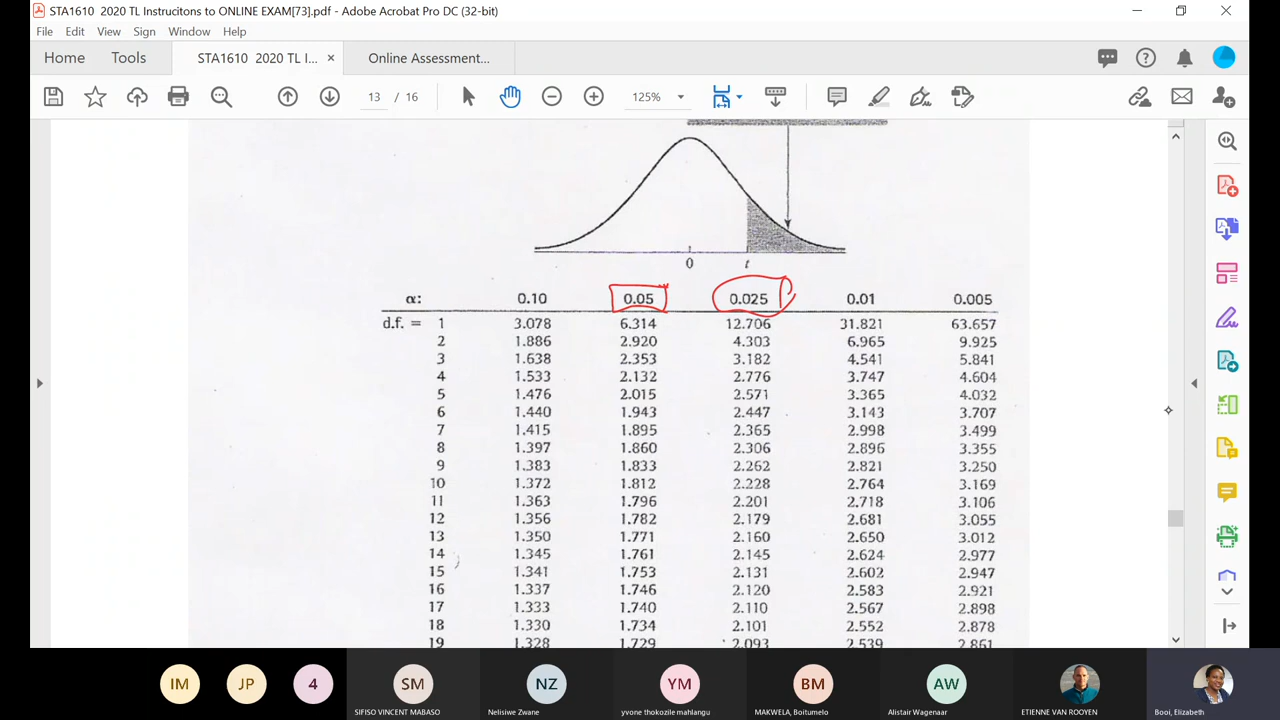 STA1610 2020 TL Instrucitons to ONLINE EXAM[73].pdf - Adobe Acrobat Pro DC (32-bit)
File Edit View Sign Window Help
Home Tools STA1610 2020 TL I... × Online Assessment...
13 / 16 125%
0 t
α: 0.10 0.05 0.025 0.01 0.005
d.f. = 1 3.078 6.314 12.706 31.821 63.657
2 1.886 2.920 4.303 6.965 9.925
3 1.638 2.353 3.182 4.541 5.841
4 1.533 2.132 2.776 3.747 4.604
5 1.476 2.015 2.571 3.365 4.032
6 1.440 1.943 2.447 3.143 3.707
7 1.415 1.895 2.365 2.998 3.499
8 1.397 1.860 2.306 2.896 3.355
9 1.383 1.833 2.262 2.821 3.250
10 1.372 1.812 2.228 2.764 3.169
11 1.363 1.796 2.201 2.718 3.106
12 1.356 1.782 2.179 2.681 3.055
13 1.350 1.771 2.160 2.650 3.012
14 1.345 1.761 2.145 2.624 2.977
15 1.341 1.753 2.131 2.602 2.947
16 1.337 1.746 2.120 2.583 2.921
17 1.333 1.740 2.110 2.567 2.898
18 1.330 1.734 2.101 2.552 2.878
19 1.328 1.729 2.093 2.539 2.861
IM JP 4 SM NZ YM BM AW
SIFISO VINCENT MABASO Nelisiwe Zwane yvone thokozile mahlangu MAKWELA, Boitumelo Alistair Wagenaar ETIENNE VAN ROOYEN Booi, Elizabeth